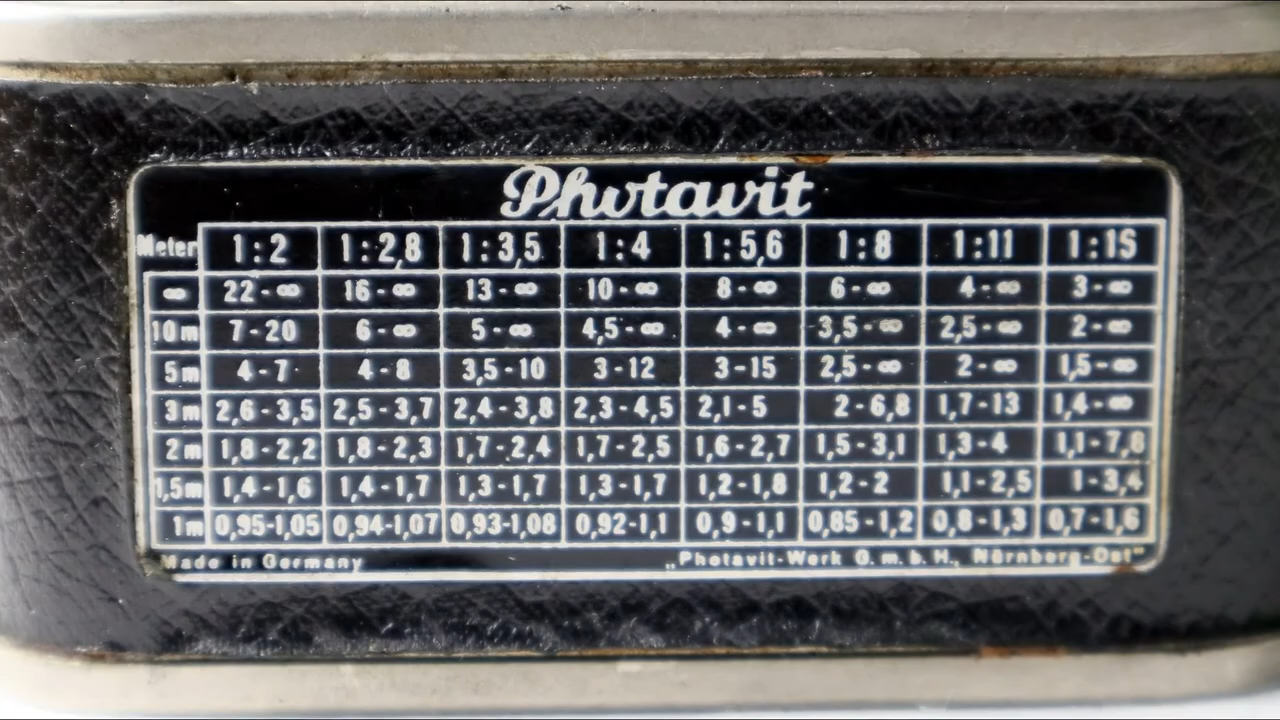 Photavit
Meter 1:2 1:2,8 1:3,5 1:4 1:5,6 1:8 1:11 1:16
∞ 22-∞ 16-∞ 13-∞ 10-∞ 8-∞ 6-∞ 4-∞ 3-∞
10m 7-20 6-∞ 5-∞ 4,5-∞ 4-∞ 3,5-∞ 2,5-∞ 2-∞
5m 4-7 4-8 3,5-10 3-12 3-15 2,5-∞ 2-∞ 1,5-∞
3m 2,6-3,5 2,5-3,7 2,4-3,8 2,3-4,5 2,1-5 2-6,8 1,7-13 1,4-∞
2m 1,8-2,2 1,8-2,3 1,7-2,4 1,7-2,5 1,6-2,7 1,5-3,1 1,3-4 1,1-7,8
1,5m 1,4-1,6 1,4-1,7 1,3-1,7 1,3-1,7 1,2-1,8 1,2-2 1,1-2,5 1-3,4
1m 0,95-1,05 0,94-1,07 0,93-1,08 0,92-1,1 0,9-1,1 0,85-1,2 0,8-1,3 0,7-1,6
Made in Germany „Photavit-Werk G.m.b.H., Nürnberg-Ost"